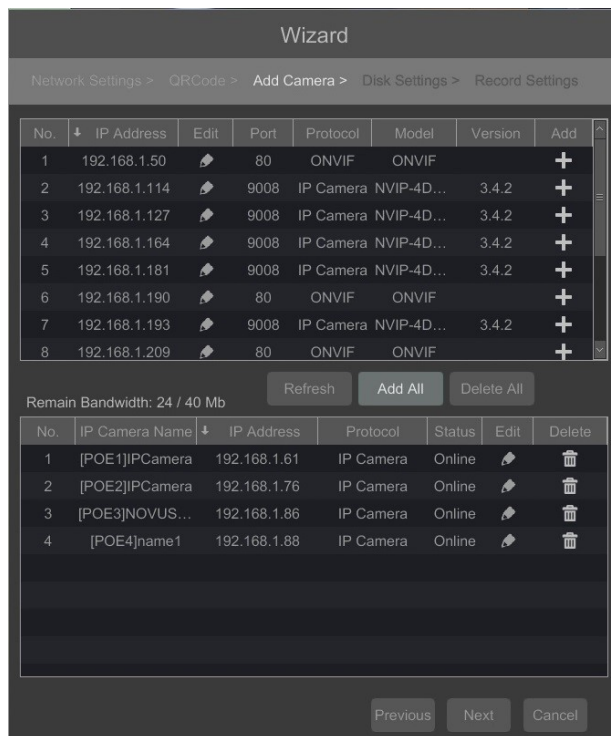 Wizard
Network Settings > QRCode > Add Camera > Disk Settings > Record Settings
No. IP Address Edit Port Protocol Model Version Add
1 192.168.1.50 80 ONVIF ONVIF
2 192.168.1.114 9008 IP Camera NVIP-4D... 3.4.2
3 192.168.1.127 9008 IP Camera NVIP-4D... 3.4.2
4 192.168.1.164 9008 IP Camera NVIP-4D... 3.4.2
5 192.168.1.181 9008 IP Camera NVIP-4D... 3.4.2
6 192.168.1.190 80 ONVIF ONVIF
7 192.168.1.193 9008 IP Camera NVIP-4D... 3.4.2
8 192.168.1.209 80 ONVIF ONVIF
Refresh Add All Delete All
Remain Bandwidth: 24 / 40 Mb
No. IP Camera Name IP Address Protocol Status Edit Delete
1 [POE1]IPCamera 192.168.1.61 IP Camera Online
2 [POE2]IPCamera 192.168.1.76 IP Camera Online
3 [POE3]NOVUS... 192.168.1.86 IP Camera Online
4 [POE4]name1 192.168.1.88 IP Camera Online
Previous Next Cancel